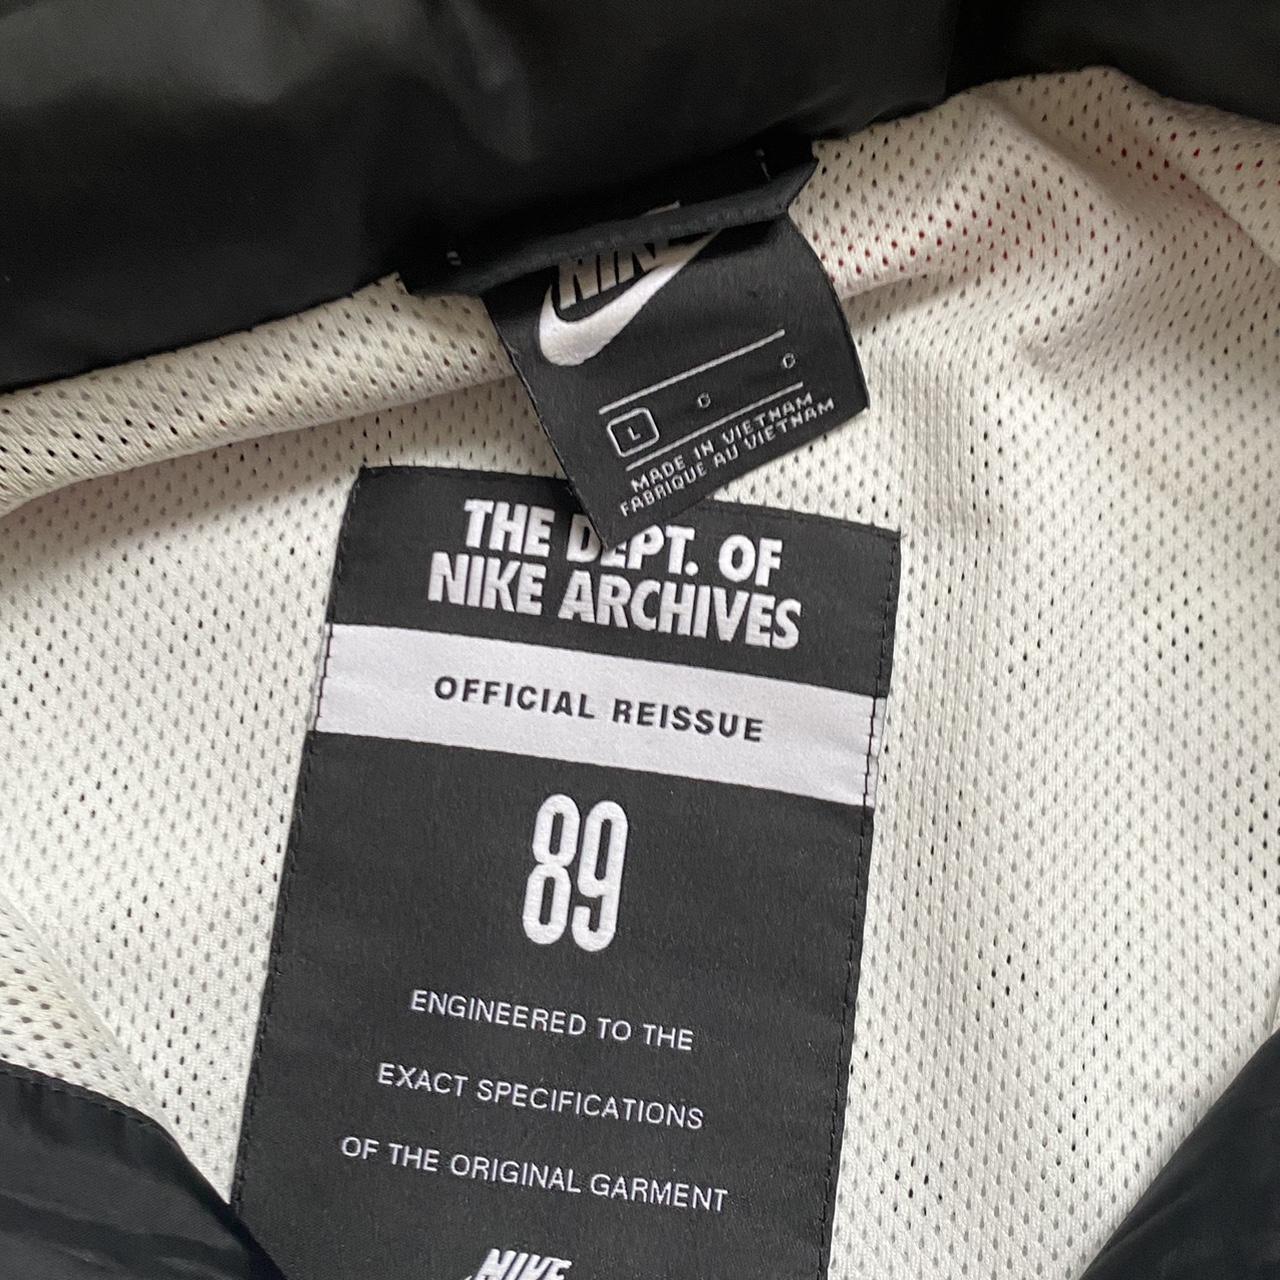 NIKE
L
G
G
MADE IN VIETNAM
FABRIQUE AU VIETNAM
THE DEPT. OF
NIKE ARCHIVES
OFFICIAL REISSUE
89
ENGINEERED TO THE
EXACT SPECIFICATIONS
OF THE ORIGINAL GARMENT
NIKE